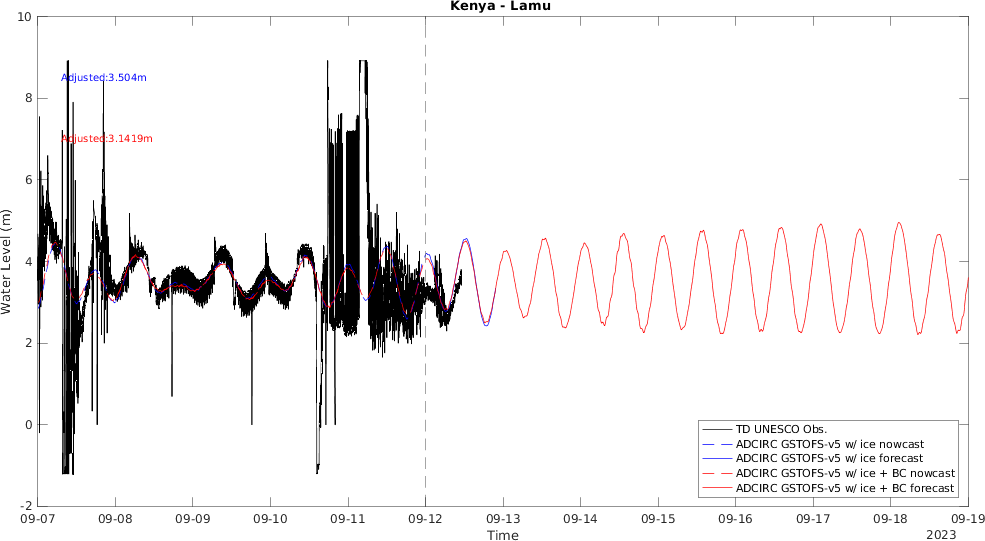 Kenya - Lamu
10
8
6
4
2
0
-2
Water Level (m)
Adjusted:3.504m
Adjusted:3.1419m
TD UNESCO Obs.
ADCIRC GSTOFS-v5 w/ ice nowcast
ADCIRC GSTOFS-v5 w/ ice forecast
ADCIRC GSTOFS-v5 w/ ice + BC nowcast
ADCIRC GSTOFS-v5 w/ ice + BC forecast
09-07 09-08 09-09 09-10 09-11 09-12 09-13 09-14 09-15 09-16 09-17 09-18 09-19
Time
2023